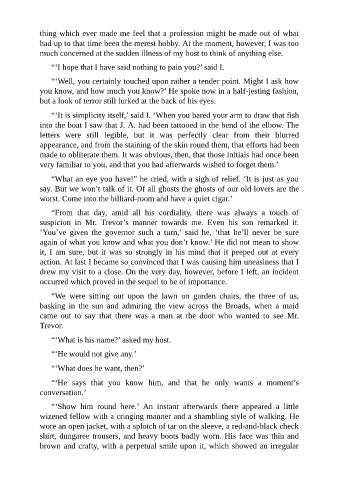 thing which ever made me feel that a profession might be made out of what
had up to that time been the merest hobby. At the moment, however, I was too
much concerned at the sudden illness of my host to think of anything else.
“‘I hope that I have said nothing to pain you?’ said I.
“‘Well, you certainly touched upon rather a tender point. Might I ask how
you know, and how much you know?’ He spoke now in a half-jesting fashion,
but a look of terror still lurked at the back of his eyes.
“‘It is simplicity itself,’ said I. ‘When you bared your arm to draw that fish
into the boat I saw that J. A. had been tattooed in the bend of the elbow. The
letters were still legible, but it was perfectly clear from their blurred
appearance, and from the staining of the skin round them, that efforts had been
made to obliterate them. It was obvious, then, that those initials had once been
very familiar to you, and that you had afterwards wished to forget them.’
“What an eye you have!” he cried, with a sigh of relief. ‘It is just as you
say. But we won’t talk of it. Of all ghosts the ghosts of our old lovers are the
worst. Come into the billiard-room and have a quiet cigar.’
“From that day, amid all his cordiality, there was always a touch of
suspicion in Mr. Trevor’s manner towards me. Even his son remarked it.
‘You’ve given the governor such a turn,’ said he, ‘that he’ll never be sure
again of what you know and what you don’t know.’ He did not mean to show
it, I am sure, but it was so strongly in his mind that it peeped out at every
action. At last I became so convinced that I was causing him uneasiness that I
drew my visit to a close. On the very day, however, before I left, an incident
occurred which proved in the sequel to be of importance.
“We were sitting out upon the lawn on garden chairs, the three of us,
basking in the sun and admiring the view across the Broads, when a maid
came out to say that there was a man at the door who wanted to see Mr.
Trevor.
“‘What is his name?’ asked my host.
“‘He would not give any.’
“‘What does he want, then?’
“‘He says that you know him, and that he only wants a moment’s
conversation.’
“‘Show him round here.’ An instant afterwards there appeared a little
wizened fellow with a cringing manner and a shambling style of walking. He
wore an open jacket, with a splotch of tar on the sleeve, a red-and-black check
shirt, dungaree trousers, and heavy boots badly worn. His face was thin and
brown and crafty, with a perpetual smile upon it, which showed an irregular